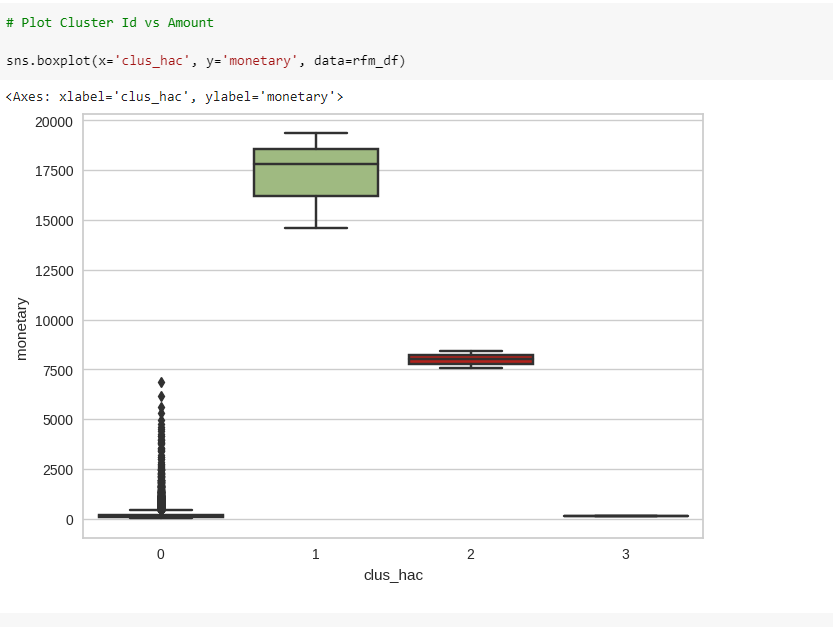 # Plot Cluster Id vs Amount
sns.boxplot(x='clus_hac', y='monetary', data=rfm_df)
<Axes: xlabel='clus_hac', ylabel='monetary'>
20000
17500
15000
12500
10000
7500
5000
2500
0
monetary
0 1 2 3
clus_hac